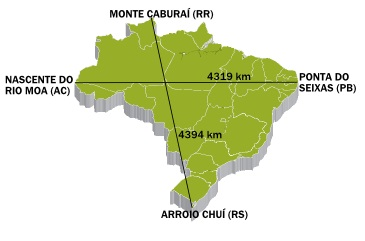 MONTE CABURAÍ (RR)
4319 km
NASCENTE DO
RIO MOA (AC)
PONTA DO
SEIXAS (PB)
4394 km
ARROIO CHUÍ (RS)